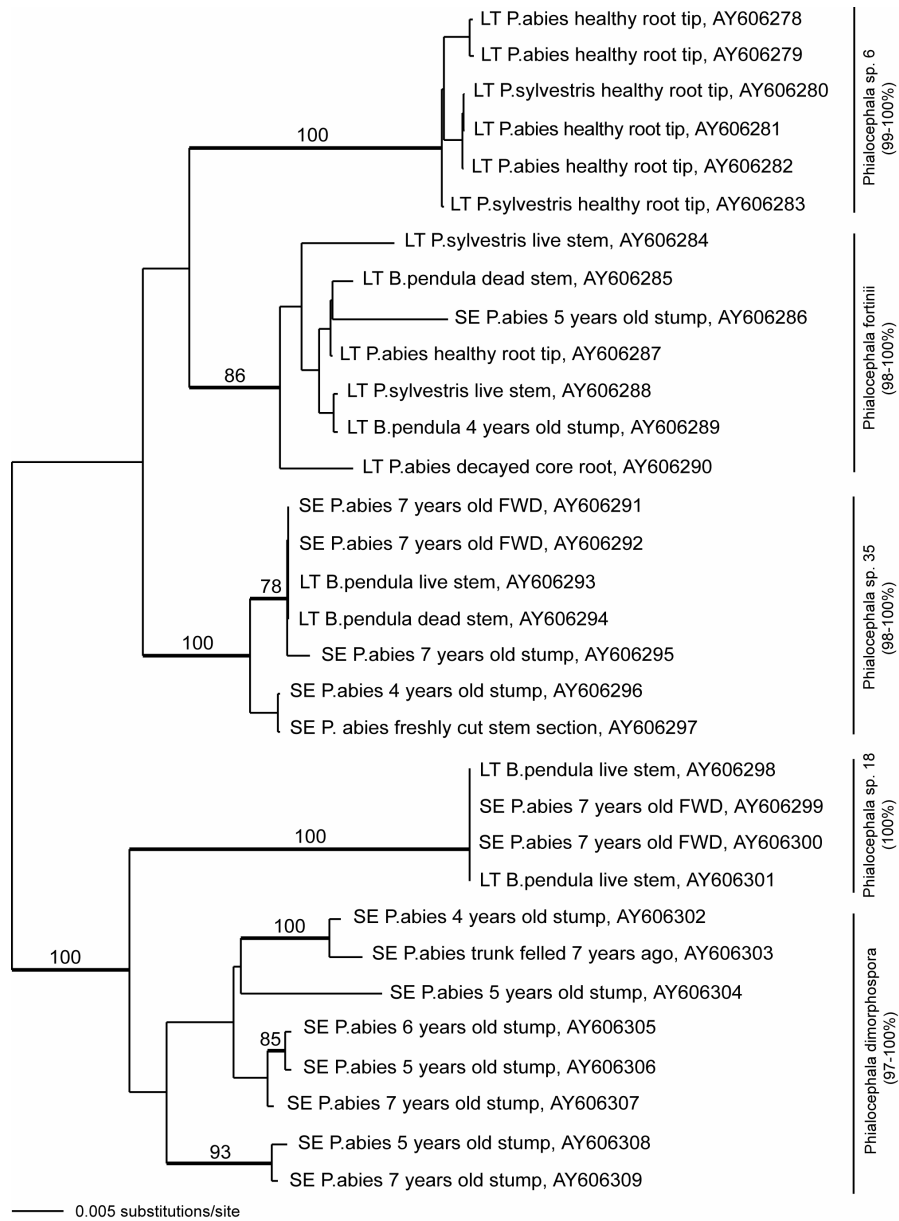 LT P.abies healthy root tip, AY606278
LT P.abies healthy root tip, AY606279
LT P.sylvestris healthy root tip, AY606280
LT P.abies healthy root tip, AY606281
LT P.abies healthy root tip, AY606282
LT P.sylvestris healthy root tip, AY606283
100
Phialocephala sp. 6
(99-100%)
LT P.sylvestris live stem, AY606284
LT B.pendula dead stem, AY606285
SE P.abies 5 years old stump, AY606286
LT P.abies healthy root tip, AY606287
LT P.sylvestris live stem, AY606288
LT B.pendula 4 years old stump, AY606289
LT P.abies decayed core root, AY606290
86
Phialocephala fortinii
(98-100%)
SE P.abies 7 years old FWD, AY606291
SE P.abies 7 years old FWD, AY606292
LT B.pendula live stem, AY606293
LT B.pendula dead stem, AY606294
SE P.abies 7 years old stump, AY606295
SE P.abies 4 years old stump, AY606296
SE P. abies freshly cut stem section, AY606297
78
100
Phialocephala sp. 35
(98-100%)
LT B.pendula live stem, AY606298
SE P.abies 7 years old FWD, AY606299
SE P.abies 7 years old FWD, AY606300
LT B.pendula live stem, AY606301
100
Phialocephala sp. 18
(100%)
SE P.abies 4 years old stump, AY606302
SE P.abies trunk felled 7 years ago, AY606303
SE P.abies 5 years old stump, AY606304
SE P.abies 6 years old stump, AY606305
SE P.abies 5 years old stump, AY606306
SE P.abies 7 years old stump, AY606307
SE P.abies 5 years old stump, AY606308
SE P.abies 7 years old stump, AY606309
100
100
85
93
Phialocephala dimorphospora
(97-100%)
0.005 substitutions/site